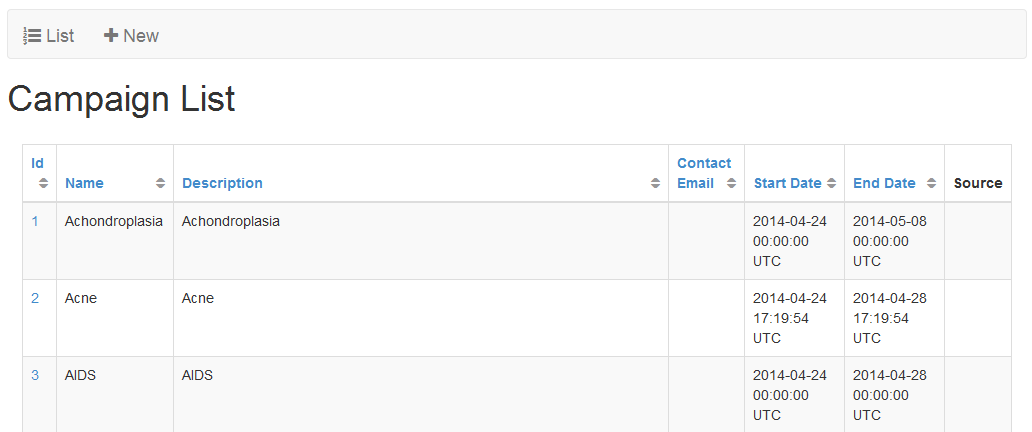 List New
Campaign List
Id Name Description Contact Email Start Date End Date Source
1 Achondroplasia Achondroplasia 2014-04-24 00:00:00 UTC 2014-05-08 00:00:00 UTC
2 Acne Acne 2014-04-24 17:19:54 UTC 2014-04-28 17:19:54 UTC
3 AIDS AIDS 2014-04-24 00:00:00 UTC 2014-04-28 00:00:00 UTC